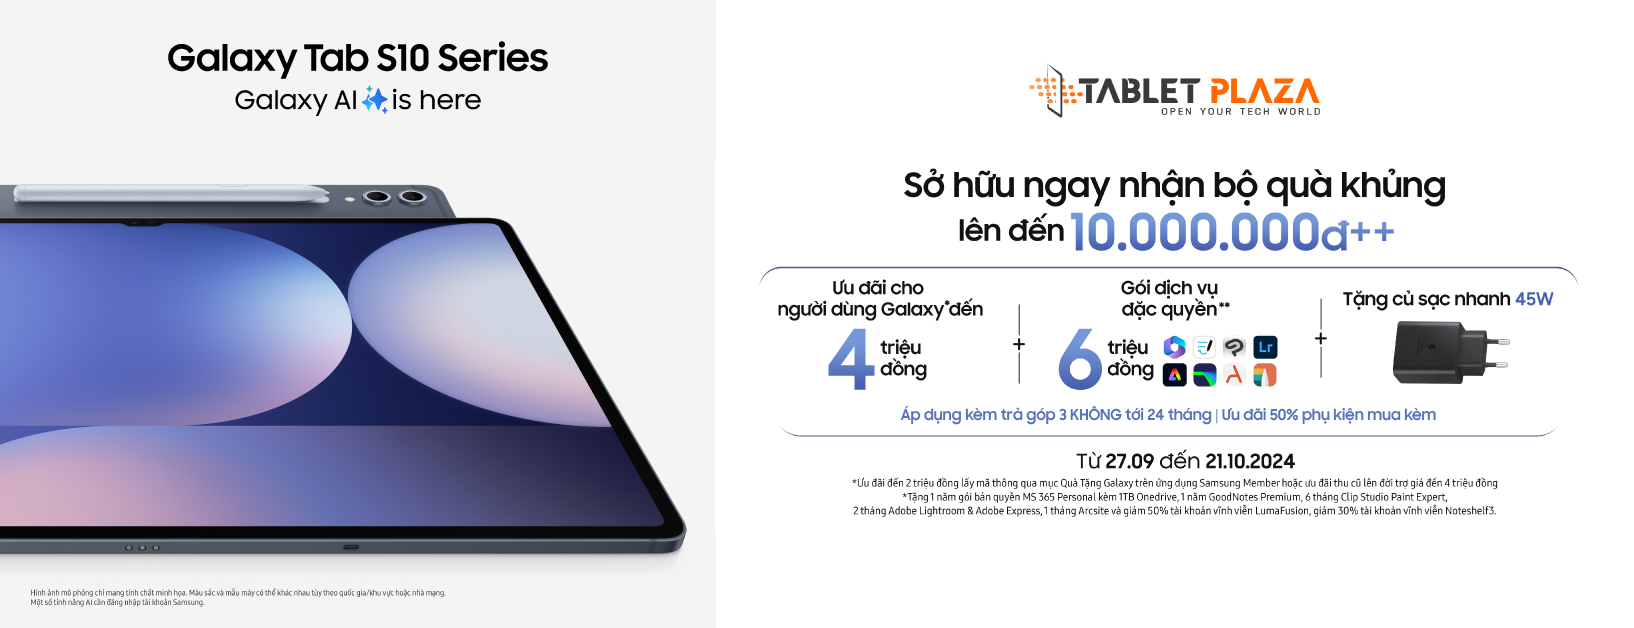 Galaxy Tab S10 Series
Galaxy AI is here
Hình ảnh mô phỏng chỉ mang tính chất minh họa. Màu sắc và mẫu máy có thể khác nhau tùy theo quốc gia/khu vực hoặc nhà mạng.
Một số tính năng AI cần đăng nhập tài khoản Samsung.
TABLET PLAZA
OPEN YOUR TECH WORLD
Sở hữu ngay nhận bộ quà khủng
lên đến 10.000.000đ++
Ưu đãi cho
người dùng Galaxy*đến
4 triệu
đồng
+
Gói dịch vụ
đặc quyền**
6 triệu
đồng
Lr
+
Tặng củ sạc nhanh 45W
Áp dụng kèm trả góp 3 KHÔNG tới 24 tháng | Ưu đãi 50% phụ kiện mua kèm
Từ 27.09 đến 21.10.2024
*Ưu đãi đến 2 triệu đồng lấy mã thông qua mục Quà Tặng Galaxy trên ứng dụng Samsung Member hoặc ưu đãi thu cũ lên đời trợ giá đến 4 triệu đồng
*Tặng 1 năm gói bản quyền MS 365 Personal kèm 1TB Onedrive, 1 năm GoodNotes Premium, 6 tháng Clip Studio Paint Expert,
2 tháng Adobe Lightroom & Adobe Express, 1 tháng Arcsite và giảm 50% tài khoản vĩnh viễn LumaFusion, giảm 30% tài khoản vĩnh viễn Noteshelf3.